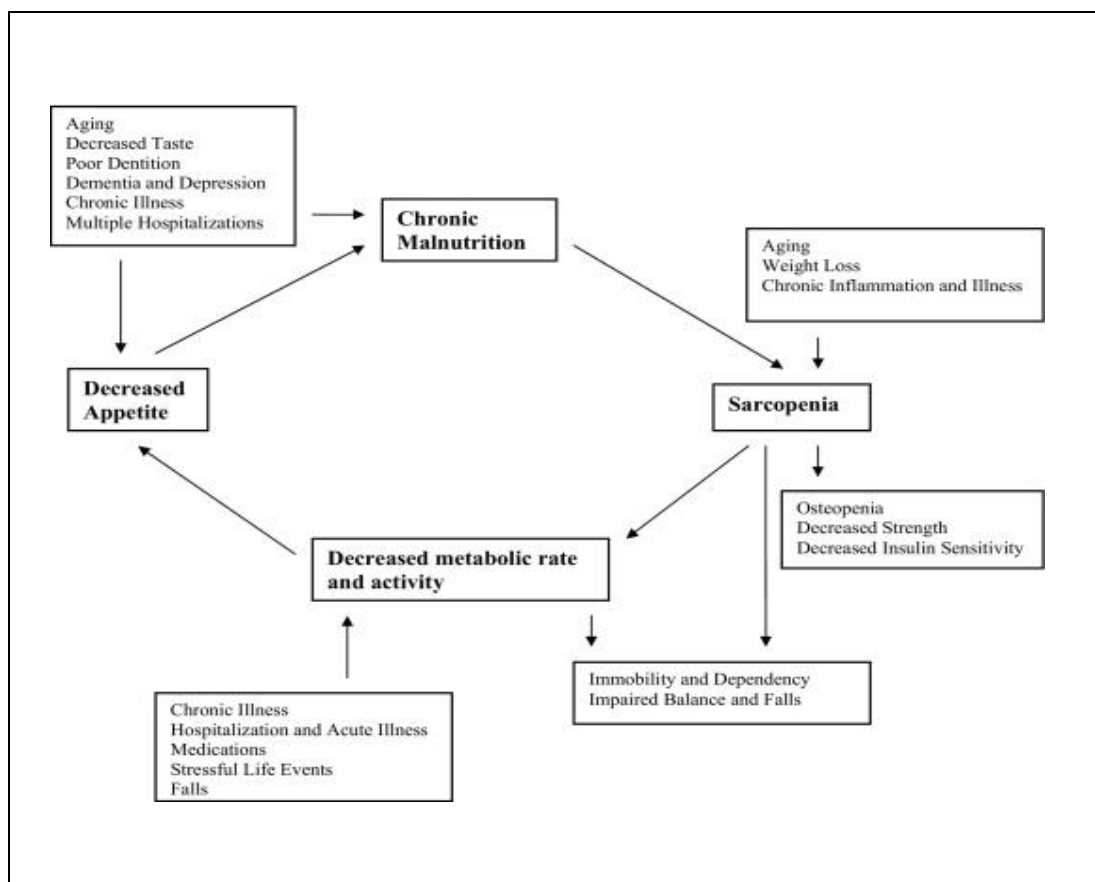 Aging
Decreased Taste
Poor Dentition
Dementia and Depression
Chronic Illness
Multiple Hospitalizations
Chronic
Malnutrition
Aging
Weight Loss
Chronic Inflammation and Illness
Decreased
Appetite
Sarcopenia
Osteopenia
Decreased Strength
Decreased Insulin Sensitivity
Decreased metabolic rate
and activity
Immobility and Dependency
Impaired Balance and Falls
Chronic Illness
Hospitalization and Acute Illness
Medications
Stressful Life Events
Falls